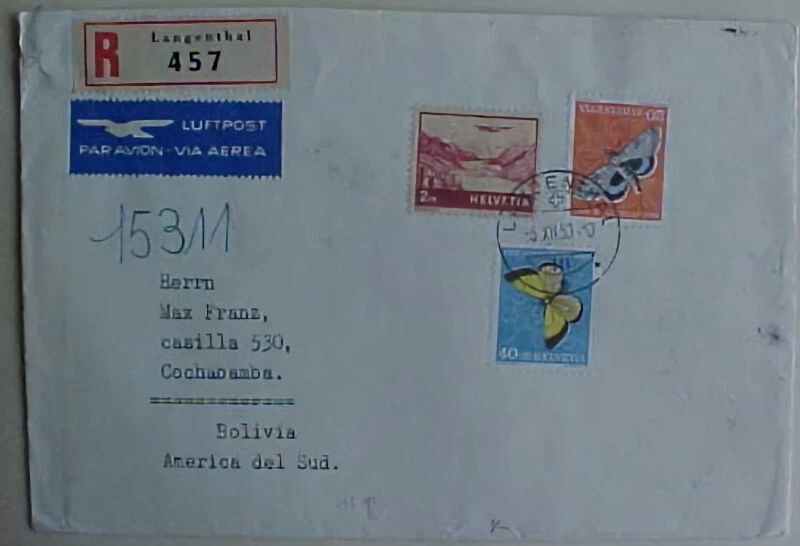 Langenthal
R 457
LUFTPOST
PAR AVION - VIA AEREA
15311
HELVETIA
HELVETIA
40 HELVETIA
Herrn
Max Franz,
casilla 530,
Cochabamba.
Bolivia
America del Sud.